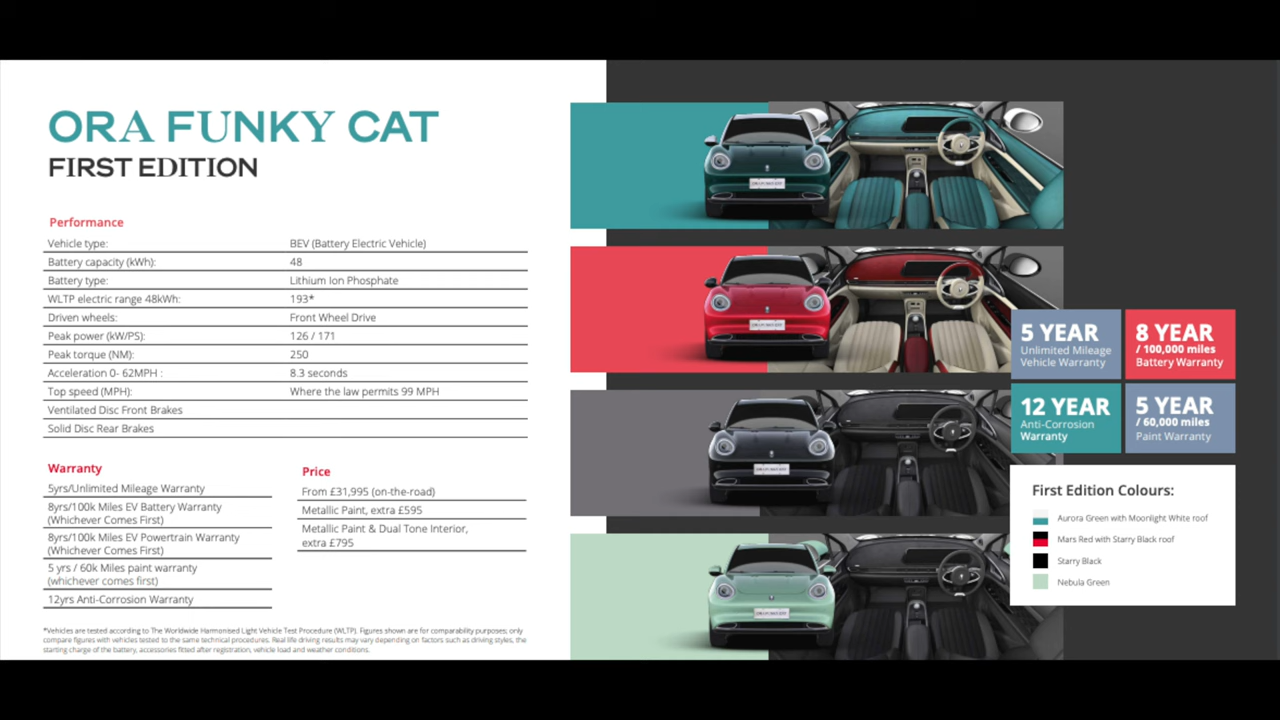 ORA FUNKY CAT
FIRST EDITION
Performance
Vehicle type: BEV (Battery Electric Vehicle)
Battery capacity (kWh): 48
Battery type: Lithium Ion Phosphate
WLTP electric range 48kWh: 193*
Driven wheels: Front Wheel Drive
Peak power (kW/PS): 126 / 171
Peak torque (NM): 250
Acceleration 0- 62MPH : 8.3 seconds
Top speed (MPH): Where the law permits 99 MPH
Ventilated Disc Front Brakes
Solid Disc Rear Brakes
Warranty
5yrs/Unlimited Mileage Warranty
8yrs/100k Miles EV Battery Warranty
(Whichever Comes First)
8yrs/100k Miles EV Powertrain Warranty
(Whichever Comes First)
5 yrs / 60k Miles paint warranty
(whichever comes first)
12yrs Anti-Corrosion Warranty
Price
From £31,995 (on-the-road)
Metallic Paint, extra £595
Metallic Paint & Dual Tone Interior,
extra £795
*Vehicles are tested according to The Worldwide Harmonised Light Vehicle Test Procedure (WLTP). Figures shown are for comparability purposes; only
compare figures with vehicles tested to the same technical procedures. Real life driving results may vary depending on factors such as driving styles, the
starting charge of the battery, accessories fitted after registration, vehicle load and weather conditions.
5 YEAR
Unlimited Mileage
Vehicle Warranty
8 YEAR
/ 100,000 miles
Battery Warranty
12 YEAR
Anti-Corrosion
Warranty
5 YEAR
/ 60,000 miles
Paint Warranty
First Edition Colours:
Aurora Green with Moonlight White roof
Mars Red with Starry Black roof
Starry Black
Nebula Green